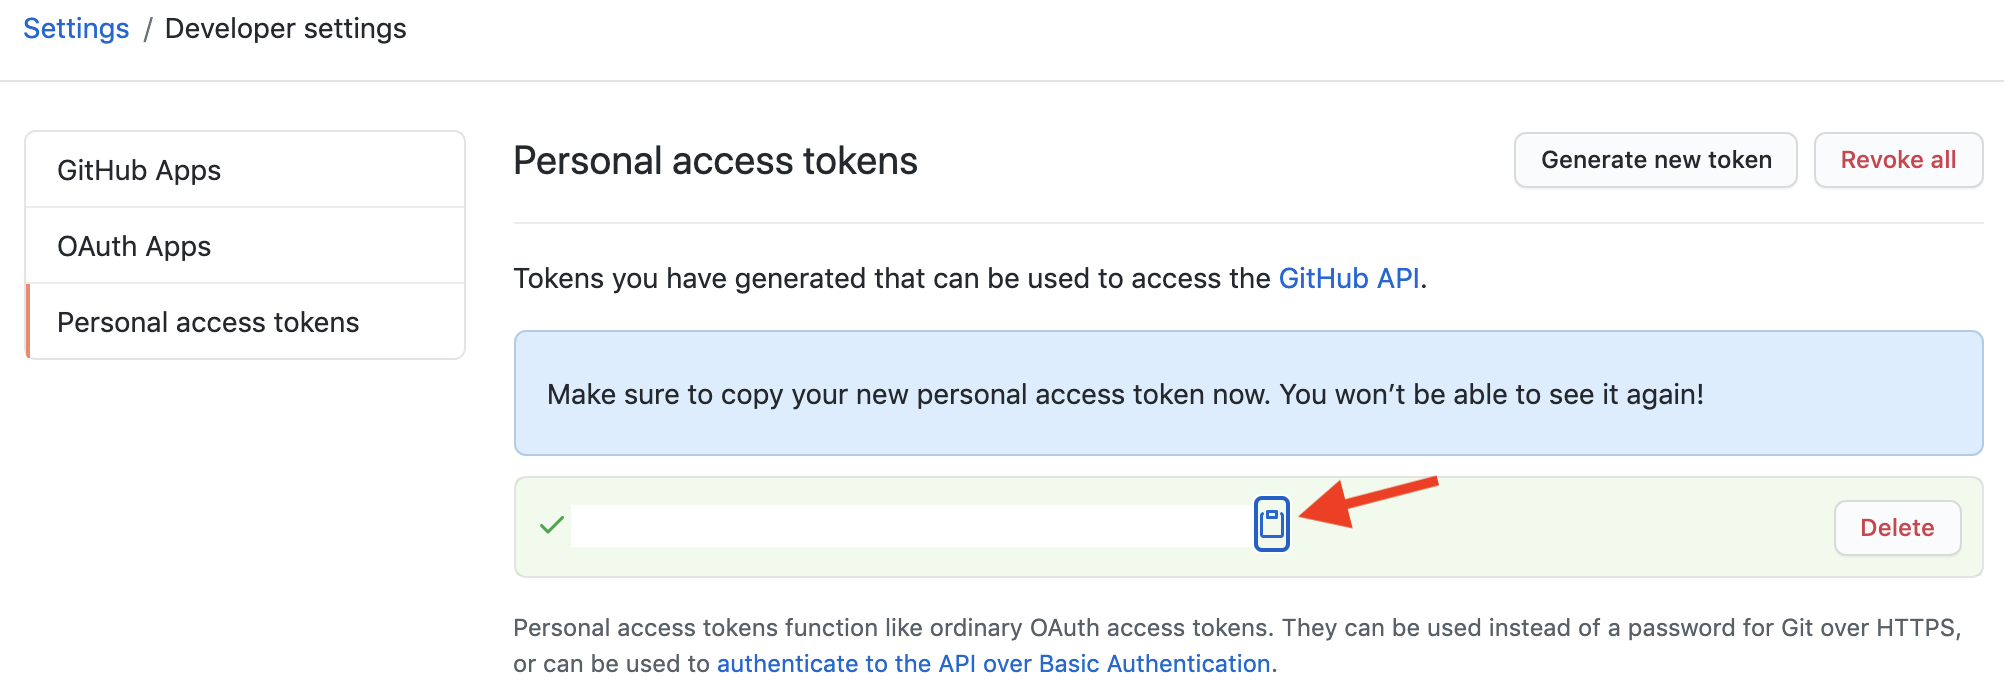 Settings / Developer settings
GitHub Apps
OAuth Apps
Personal access tokens
Personal access tokens
Generate new token
Revoke all
Tokens you have generated that can be used to access the GitHub API.
Make sure to copy your new personal access token now. You won’t be able to see it again!
Delete
Personal access tokens function like ordinary OAuth access tokens. They can be used instead of a password for Git over HTTPS,
or can be used to authenticate to the API over Basic Authentication.